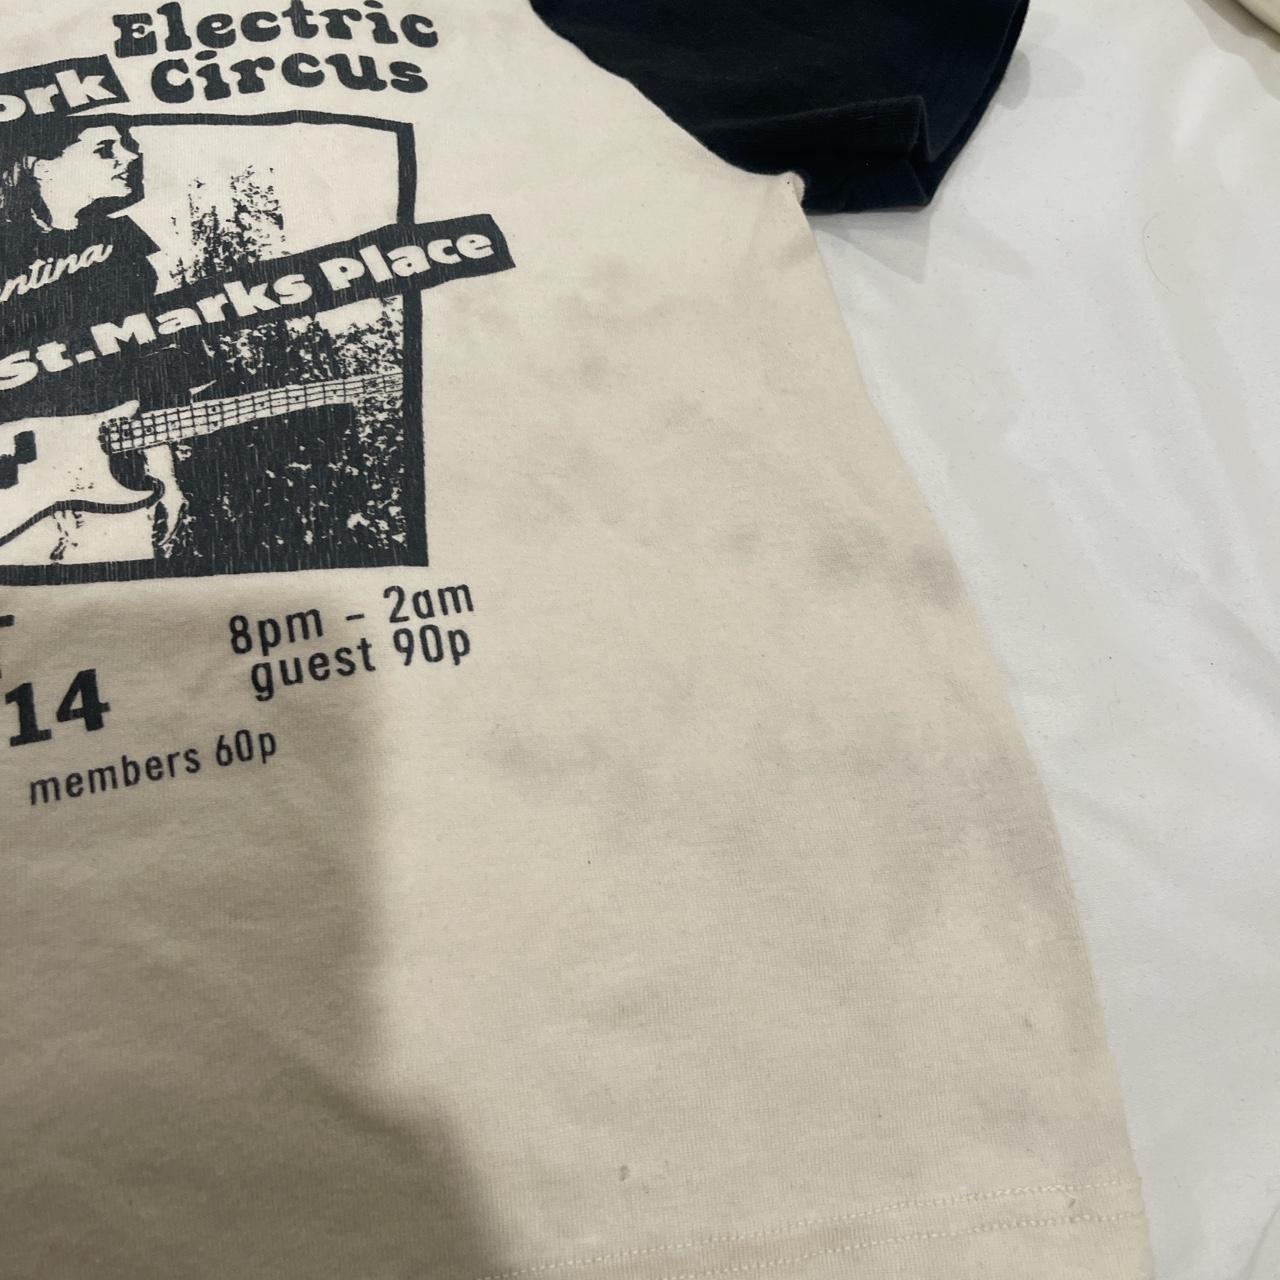 Electric
Circus
ork
ntina
St.Marks Place
8pm - 2am
guest 90p
14
members 60p